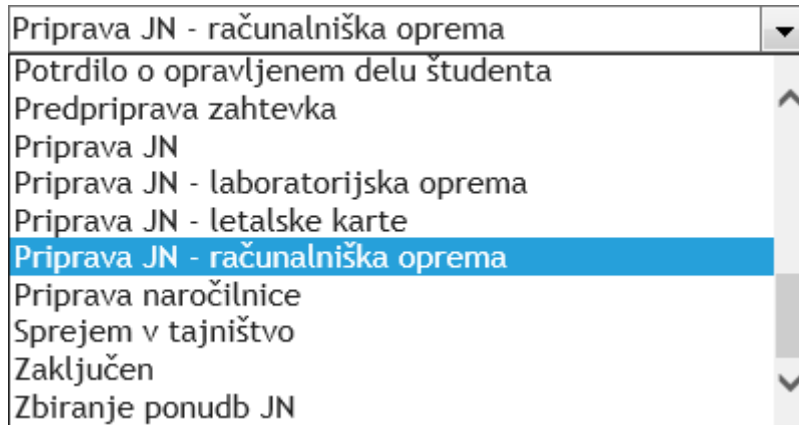 Priprava JN - računalniška oprema
Potrdilo o opravljenem delu študenta
Predpriprava zahtevka
Priprava JN
Priprava JN - laboratorijska oprema
Priprava JN - letalske karte
Priprava JN - računalniška oprema
Priprava naročilnice
Sprejem v tajništvo
Zaključen
Zbiranje ponudb JN